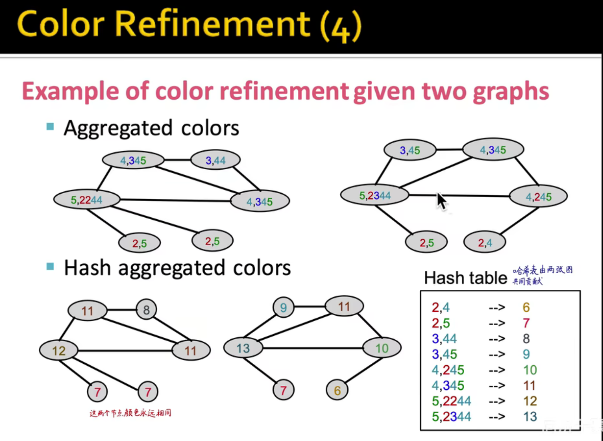 Color Refinement (4)
Example of color refinement given two graphs
Aggregated colors
4,345
3,44
5,2244
4,345
2,5
2,5
3,45
4,345
5,2344
4,245
2,5
2,4
Hash aggregated colors
11
8
12
11
7
7
这两个节点颜色永远相同
9
11
13
10
7
6
Hash table
哈希表由两张图
共同贡献
2,4 --> 6
2,5 --> 7
3,44 --> 8
3,45 --> 9
4,245 --> 10
4,345 --> 11
5,2244 --> 12
5,2344 --> 13